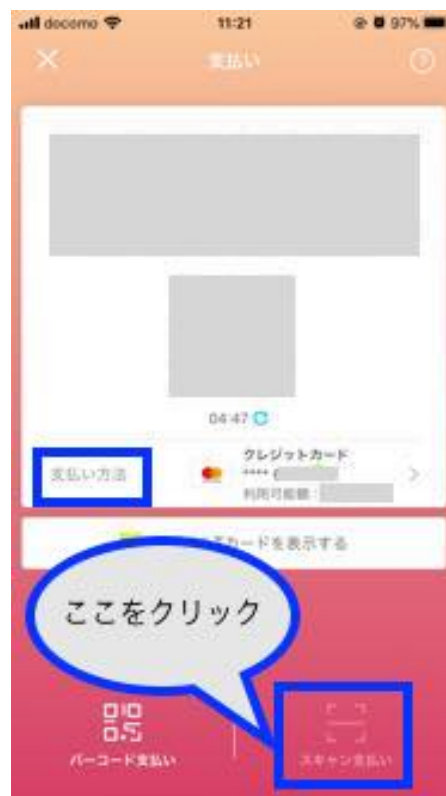 docomo 11:21 97%
支払い
04:47
支払い方法
クレジットカード
****
利用可能額:
カードを表示する
ここをクリック
バーコード支払い
スキャン支払い